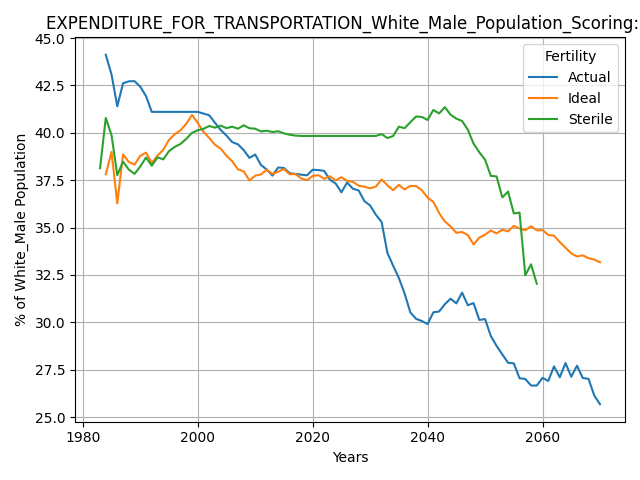 EXPENDITURE_FOR_TRANSPORTATION_White_Male_Population_Scoring:
45.0
42.5
40.0
37.5
35.0
32.5
30.0
27.5
25.0
% of White_Male Population
Fertility
Actual
Ideal
Sterile
1980
2000
2020
2040
2060
Years